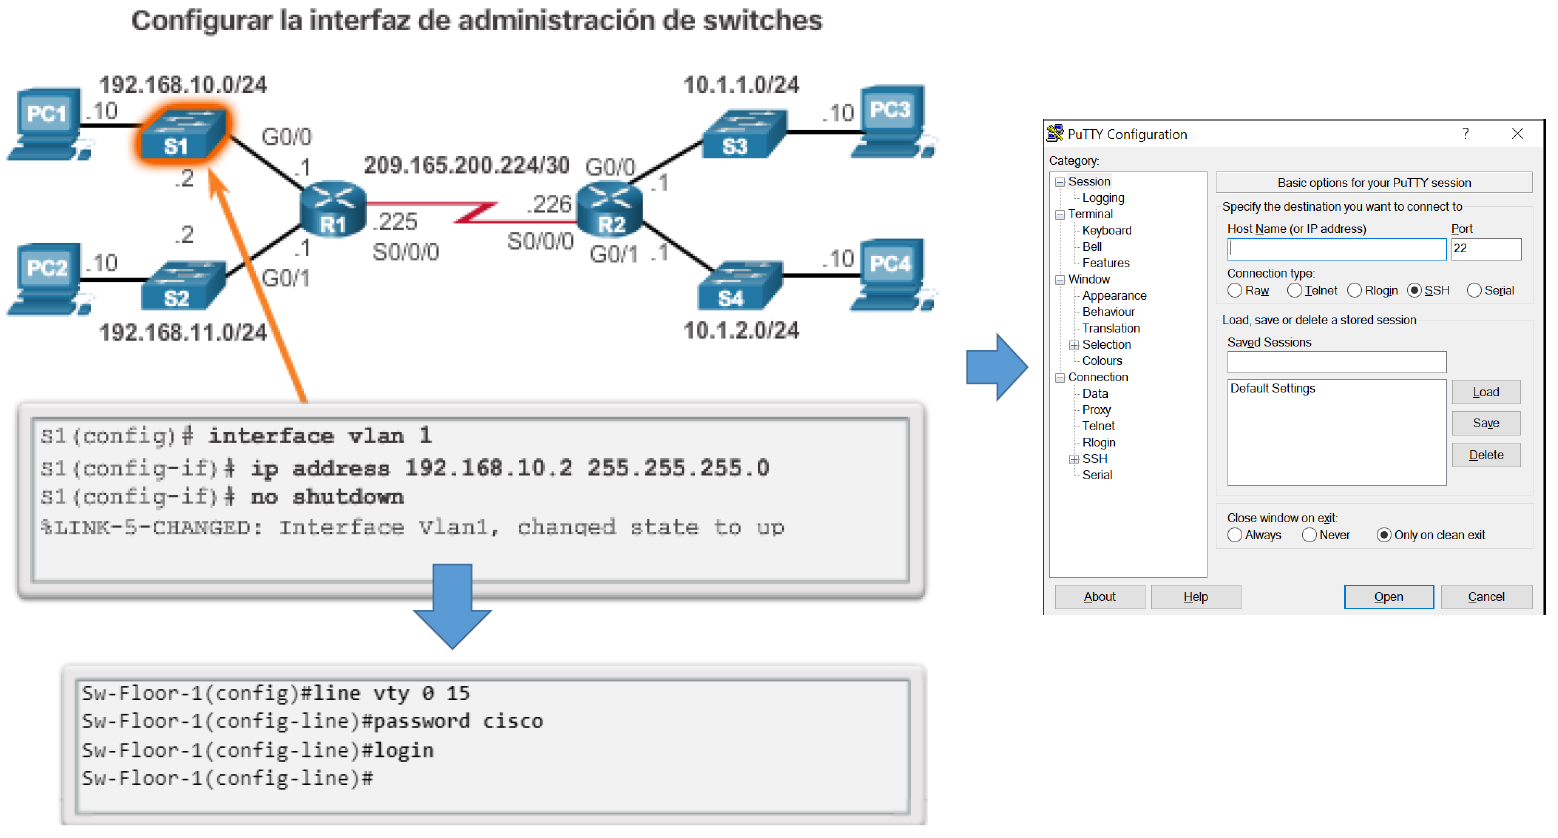 Configurar la interfaz de administración de switches
192.168.10.0/24
10.1.1.0/24
PC1
.10
S1
G0/0
.1
.2
209.165.200.224/30
G0/0
S3
.10
PC3
.1
R1
.225
S0/0/0
.226
S0/0/0
R2
G0/1
.1
.2
.1
G0/1
PC2
.10
S2
192.168.11.0/24
S4
.10
PC4
10.1.2.0/24
S1(config)# interface vlan 1
S1(config-if)# ip address 192.168.10.2 255.255.255.0
S1(config-if)# no shutdown
%LINK-5-CHANGED: Interface Vlan1, changed state to up
Sw-Floor-1(config)#line vty 0 15
Sw-Floor-1(config-line)#password cisco
Sw-Floor-1(config-line)#login
Sw-Floor-1(config-line)#
PuTTY Configuration
?
Category:
Session
Logging
Terminal
Keyboard
Bell
Features
Window
Appearance
Behaviour
Translation
Selection
Colours
Connection
Data
Proxy
Telnet
Rlogin
SSH
Serial
Basic options for your PuTTY session
Specify the destination you want to connect to
Host Name (or IP address)
Port
22
Connection type:
Raw
Telnet
Rlogin
SSH
Serial
Load, save or delete a stored session
Saved Sessions
Default Settings
Load
Save
Delete
Close window on exit:
Always
Never
Only on clean exit
About
Help
Open
Cancel